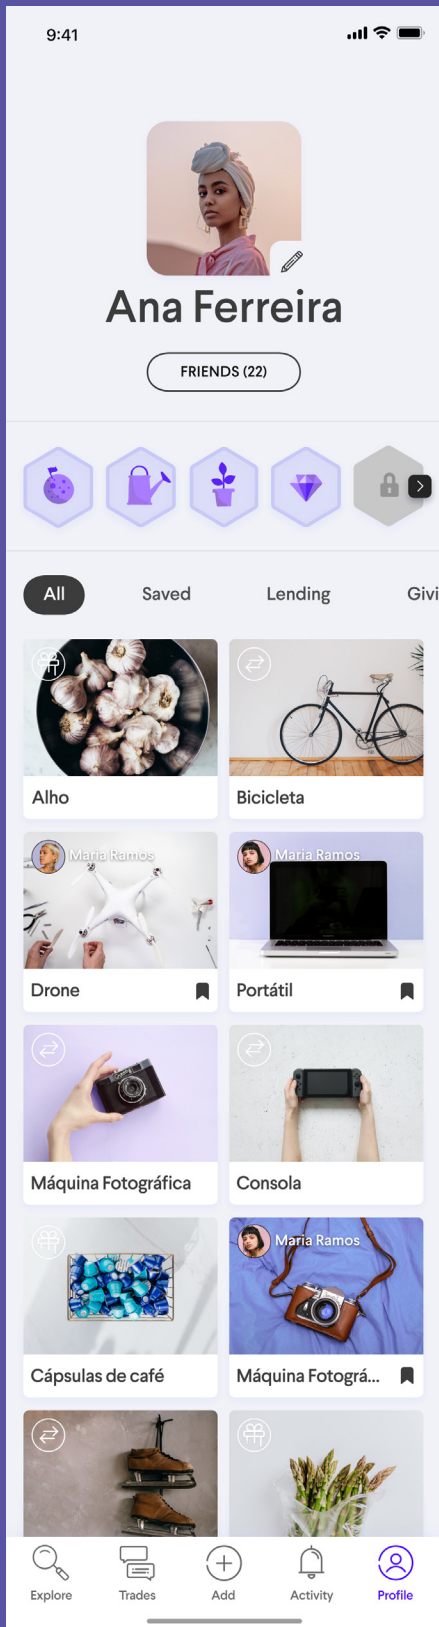 9:41
Ana Ferreira
FRIENDS (22)
All Saved Lending Givi
Alho Bicicleta
Maria Ramos Maria Ramos
Drone Portátil
Máquina Fotográfica Consola
Maria Ramos
Cápsulas de café Máquina Fotográ...
Explore Trades Add Activity Profile